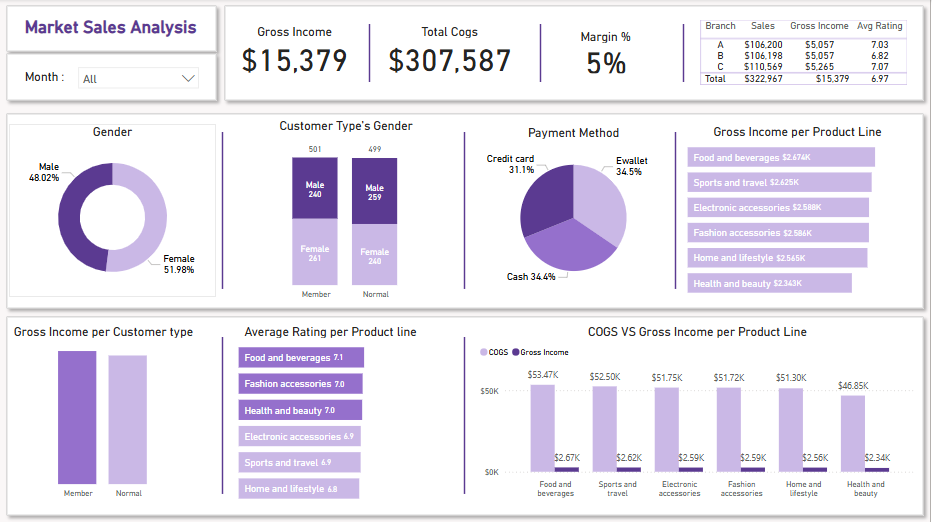 Market Sales Analysis
Month :
All
Gross Income
$15,379
Total Cogs
$307,587
Margin %
5%
Branch Sales Gross Income Avg Rating
A $106,200 $5,057 7.03
B $106,198 $5,057 6.82
C $110,569 $5,265 7.07
Total $322,967 $15,379 6.97
Gender
Male
48.02%
Female
51.98%
Customer Type's Gender
501 499
Male
240
Male
259
Female
261
Female
240
Member Normal
Payment Method
Credit card
31.1%
Ewallet
34.5%
Cash 34.4%
Gross Income per Product Line
Food and beverages $2.674K
Sports and travel $2.625K
Electronic accessories $2.588K
Fashion accessories $2.586K
Home and lifestyle $2.565K
Health and beauty $2.343K
Gross Income per Customer type
Member Normal
Average Rating per Product line
Food and beverages 7.1
Fashion accessories 7.0
Health and beauty 7.0
Electronic accessories 6.9
Sports and travel 6.9
Home and lifestyle 6.8
COGS VS Gross Income per Product Line
COGS Gross Income
$53.47K $52.50K $51.75K $51.72K $51.30K $46.85K
$50K
$2.67K $2.62K $2.59K $2.59K $2.56K $2.34K
$0K
Food and
beverages
Sports and
travel
Electronic
accessories
Fashion
accessories
Home and
lifestyle
Health and
beauty